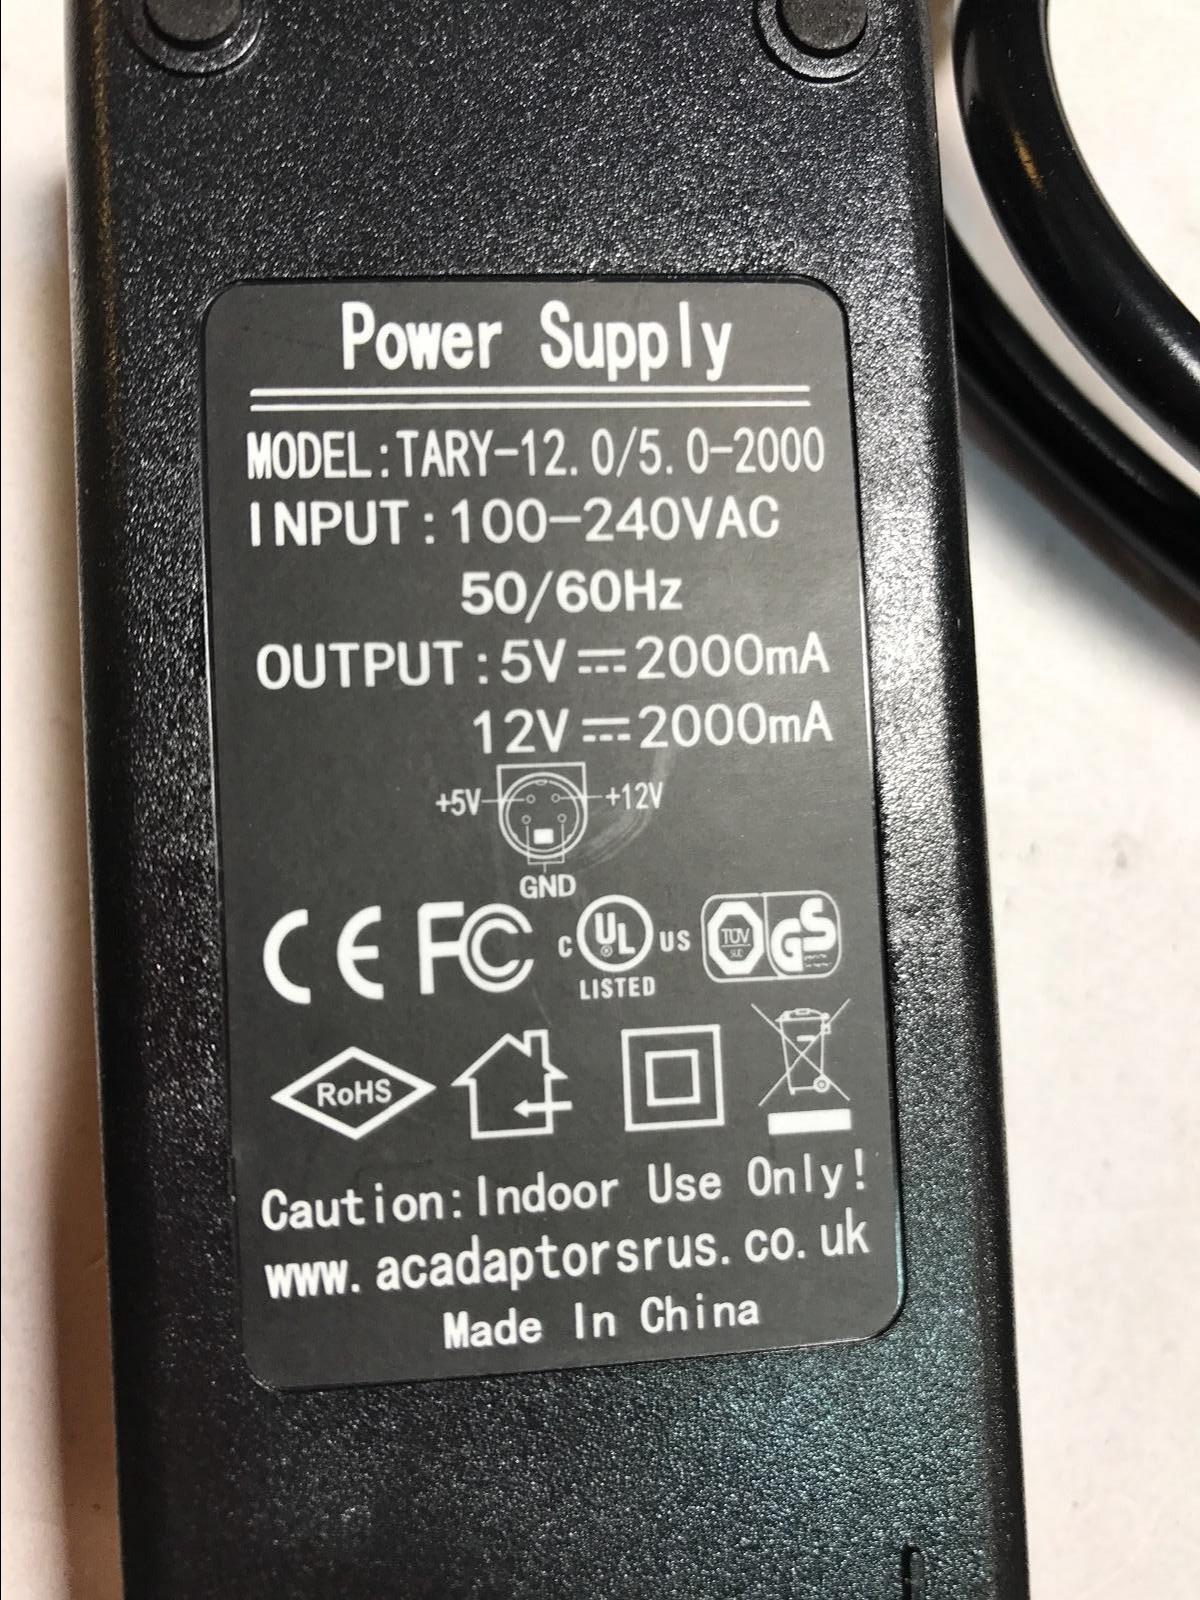 Power Supply
MODEL:TARY-12.0/5.0-2000
INPUT:100-240VAC
50/60Hz
OUTPUT:5V⎓2000mA
12V⎓2000mA
+5V +12V
GND
CE FC C UL ® US TÜV GS
LISTED
RoHS
Caution:Indoor Use Only!
www.acadaptorsrus.co.uk
Made In China